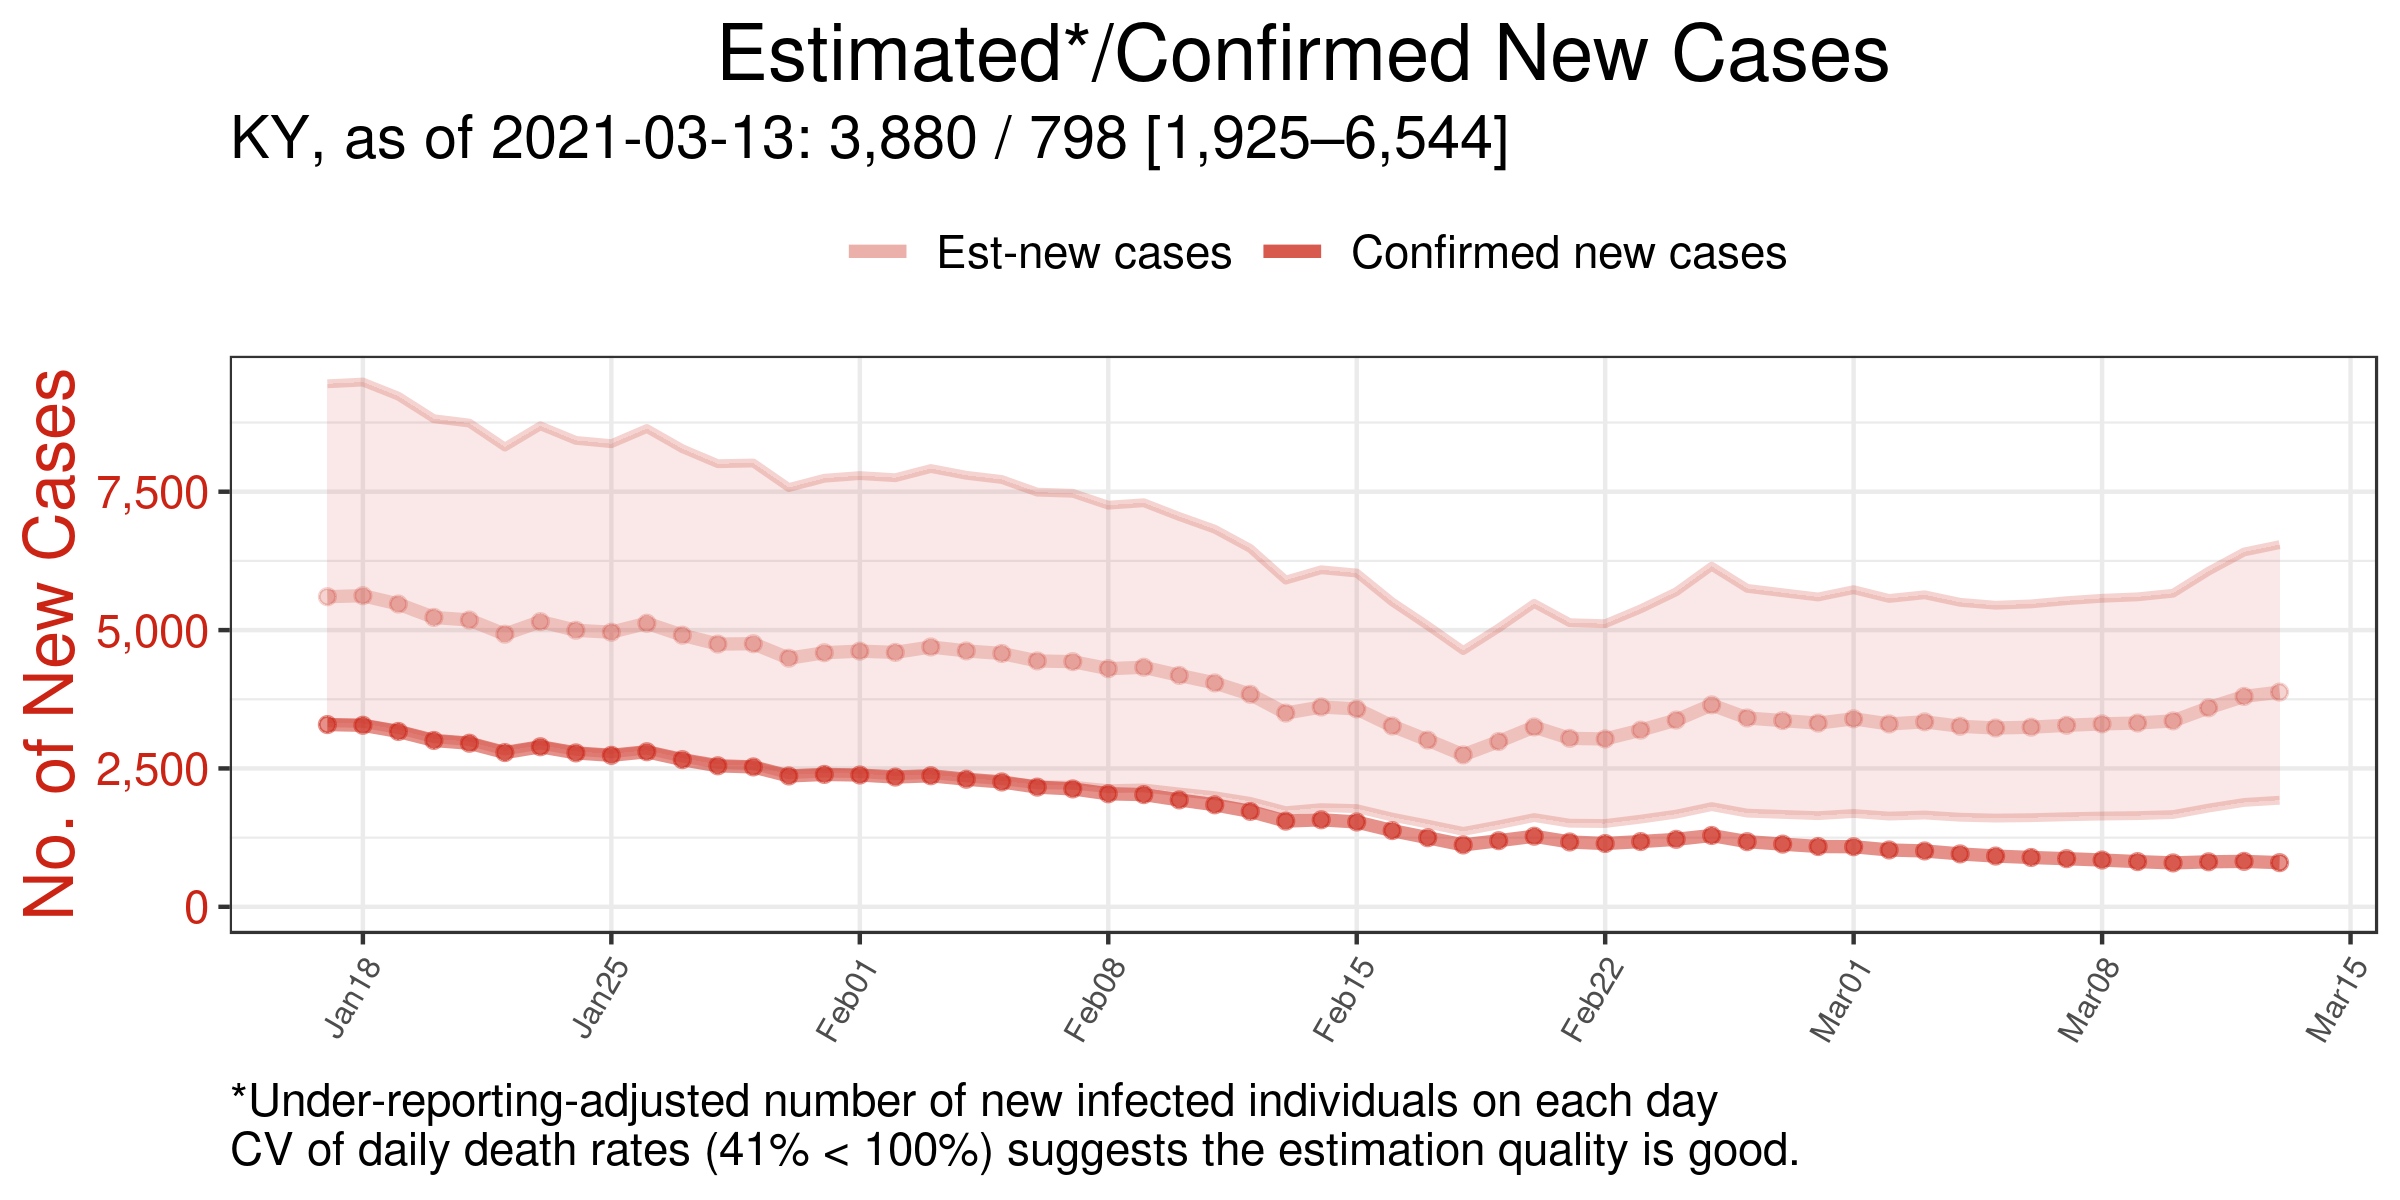 Estimated*/Confirmed New Cases
KY, as of 2021-03-13: 3,880 / 798 [1,925–6,544]
Est-new cases
Confirmed new cases
No. of New Cases
7,500
5,000
2,500
0
Jan18
Jan25
Feb01
Feb08
Feb15
Feb22
Mar01
Mar08
Mar15
*Under-reporting-adjusted number of new infected individuals on each day
CV of daily death rates (41% < 100%) suggests the estimation quality is good.